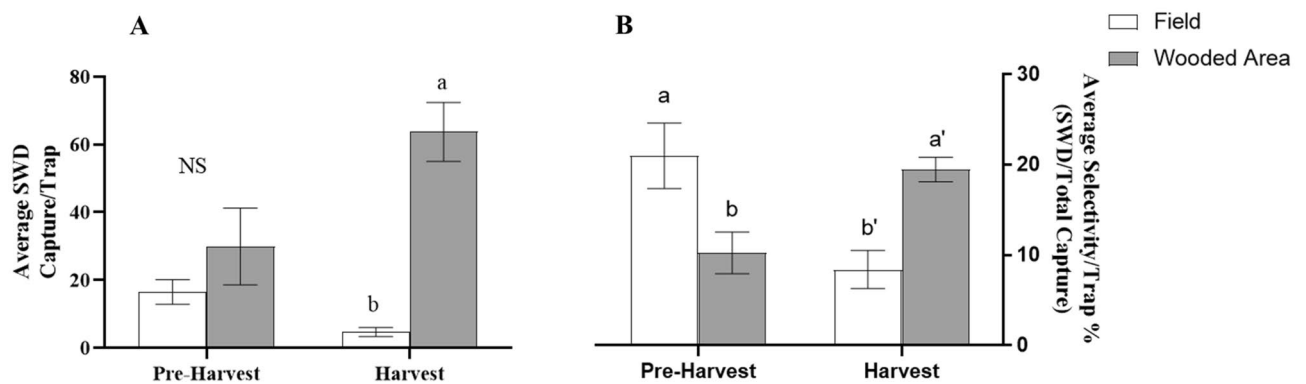 A
B
Field
Wooded Area
Average SWD
Capture/Trap
80
60
40
20
0
NS
b
a
Pre-Harvest
Harvest
a
b
b'
a'
Pre-Harvest
Harvest
30
20
10
0
Average Selectivity/Trap %
(SWD/Total Capture)